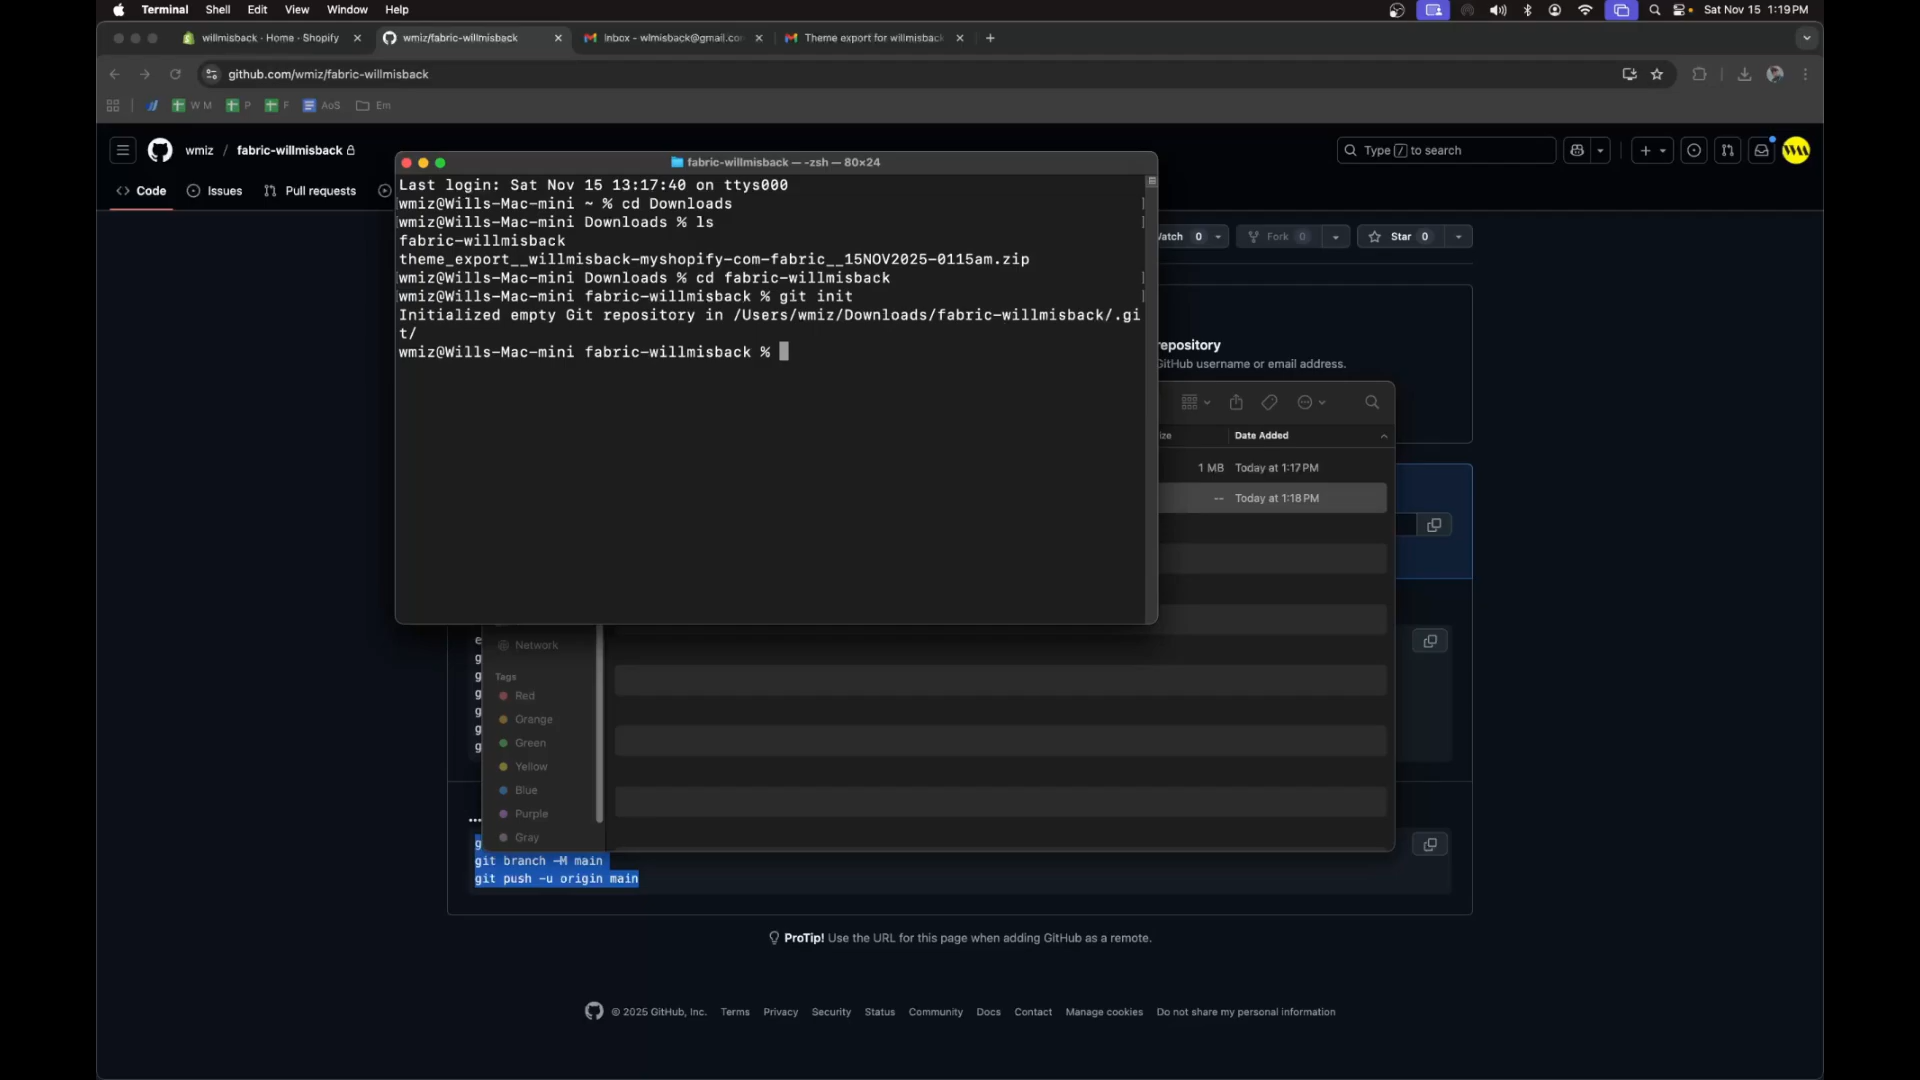 Terminal Shell Edit View Window Help
Sat Nov 15 1:19 PM
willmisback · Home · Shopify
wmiz/fabric-willmisback
Inbox - wlmisback@gmail.co
Theme export for willmisback
github.com/wmiz/fabric-willmisback
W M
P
F
AoS
Em
wmiz / fabric-willmisback
Type / to search
Code
Issues
Pull requests
fabric-willmisback — -zsh — 80×24
Last login: Sat Nov 15 13:17:40 on ttys000
wmiz@Wills-Mac-mini ~ % cd Downloads
wmiz@Wills-Mac-mini Downloads % ls
fabric-willmisback
theme_export__willmisback-myshopify-com-fabric__15NOV2025-0115am.zip
wmiz@Wills-Mac-mini Downloads % cd fabric-willmisback
wmiz@Wills-Mac-mini fabric-willmisback % git init
Initialized empty Git repository in /Users/wmiz/Downloads/fabric-willmisback/.gi
t/
wmiz@Wills-Mac-mini fabric-willmisback %
atch 0
Fork 0
Star 0
epository
GitHub username or email address.
ize
Date Added
1 MB Today at 1:17 PM
-- Today at 1:18 PM
Network
Tags
Red
Orange
Green
Yellow
Blue
Purple
Gray
git branch -M main
git push -u origin main
ProTip! Use the URL for this page when adding GitHub as a remote.
© 2025 GitHub, Inc. Terms Privacy Security Status Community Docs Contact Manage cookies Do not share my personal information